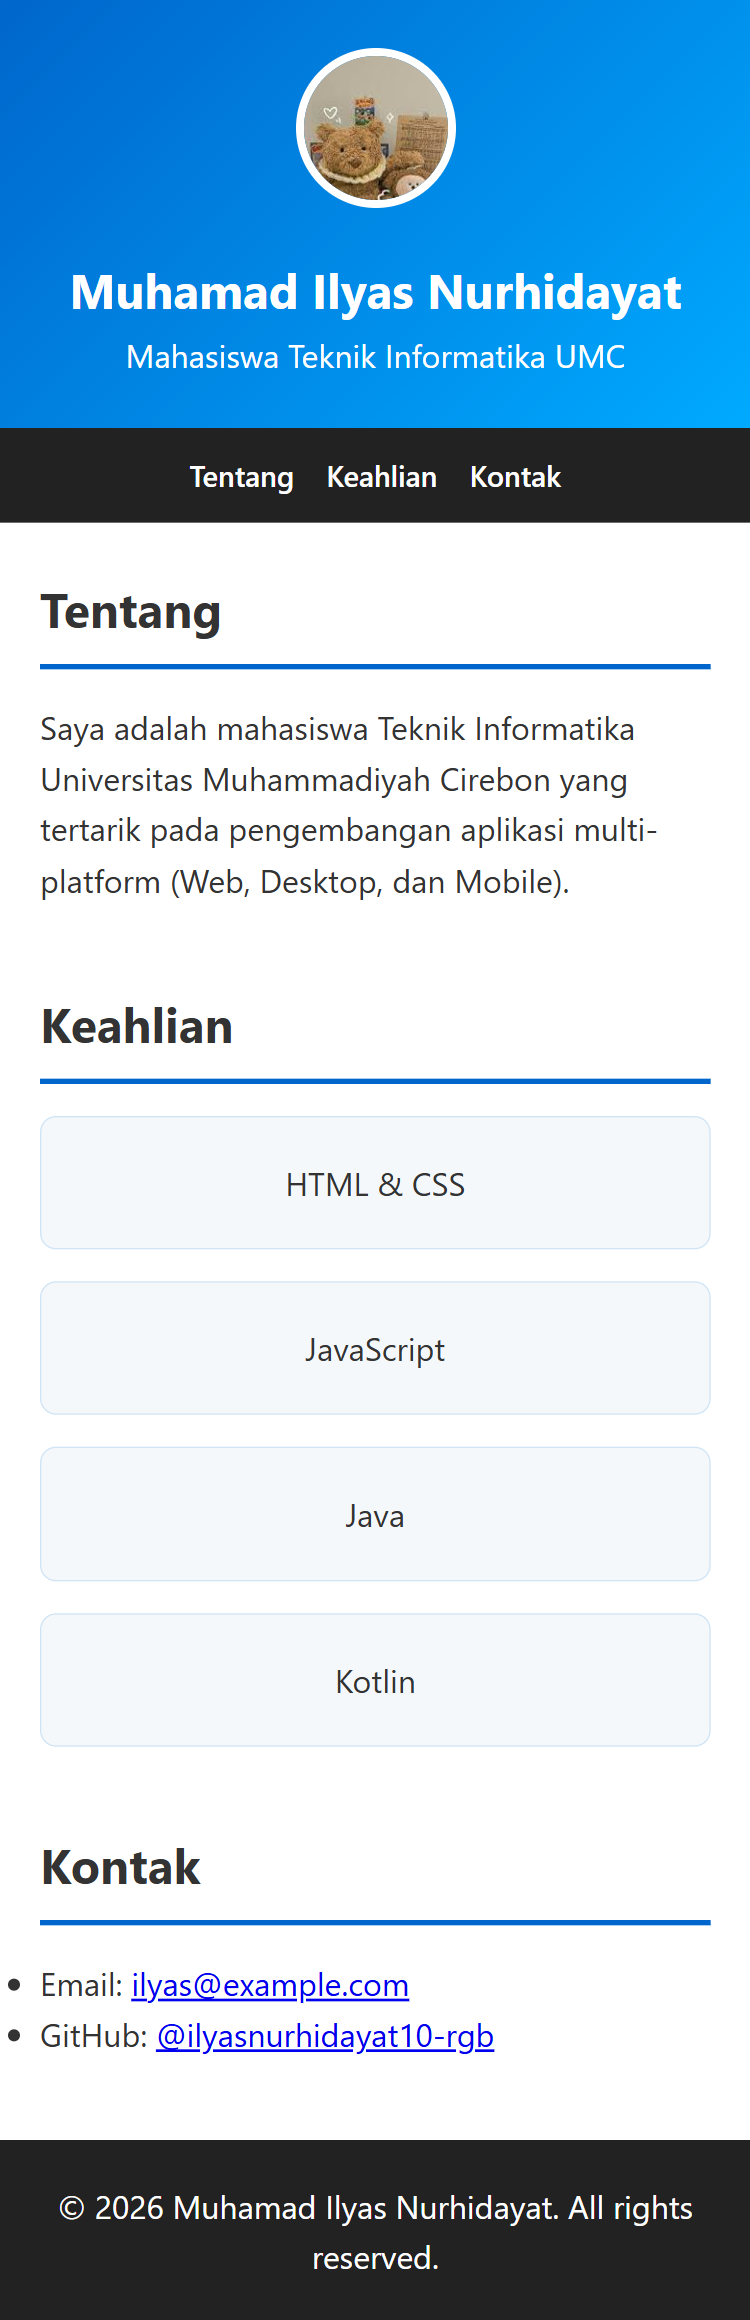 Muhamad Ilyas Nurhidayat
Mahasiswa Teknik Informatika UMC
Tentang Keahlian Kontak
Tentang
Saya adalah mahasiswa Teknik Informatika
Universitas Muhammadiyah Cirebon yang
tertarik pada pengembangan aplikasi multi-
platform (Web, Desktop, dan Mobile).
Keahlian
HTML & CSS
JavaScript
Java
Kotlin
Kontak
Email: ilyas@example.com
GitHub: @ilyasnurhidayat10-rgb
© 2026 Muhamad Ilyas Nurhidayat. All rights
reserved.